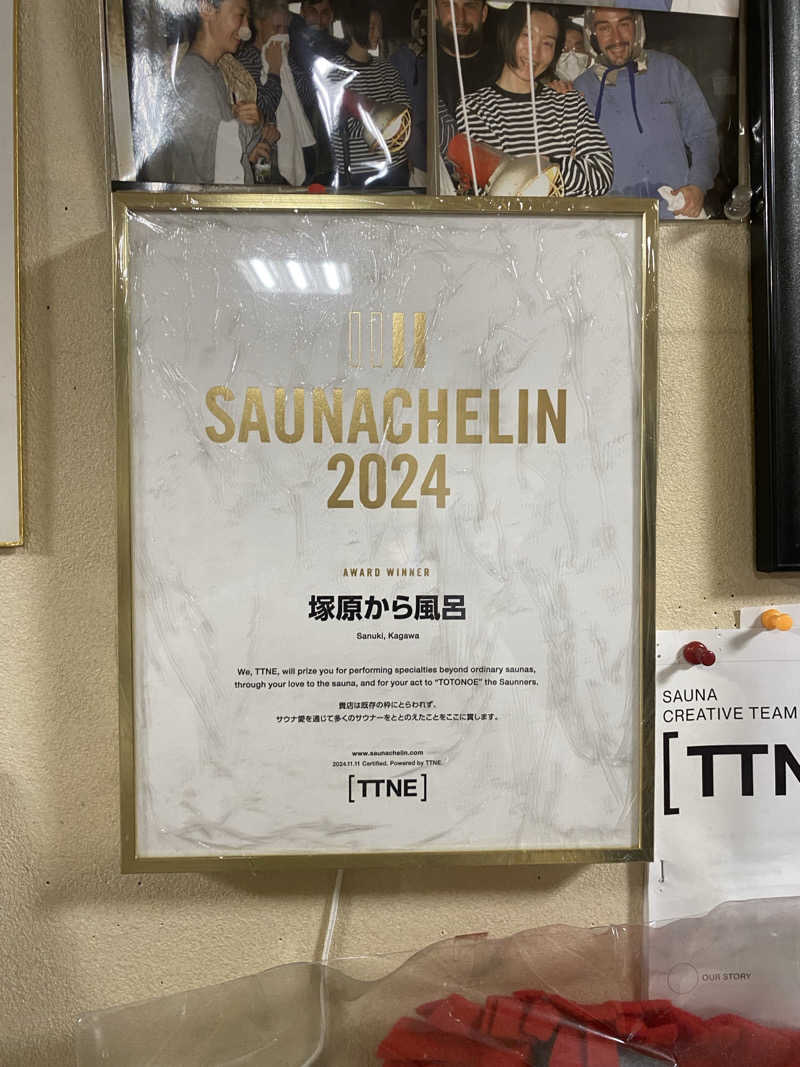 SAUNACHELIN
2024
AWARD WINNER
塚原から風呂
Sanuki, Kagawa
We, TTNE, will prize you for performing specialties beyond ordinary saunas,
through your love to the sauna, and for your act to “TOTONOE” the Saunners.
貴店は既存の枠にとらわれず、
サウナ愛を通じて多くのサウナーをととのえたことをここに賞します。
www.saunachelin.com
2024.11.11 Certified. Powered by TTNE.
[TTNE]
SAUNA
CREATIVE TEAM
[TTN
OUR STORY